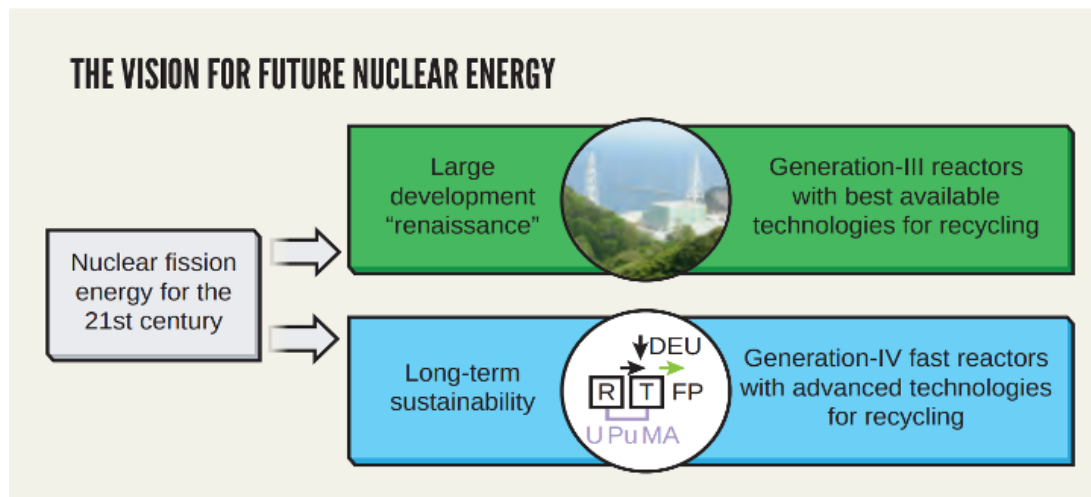 THE VISION FOR FUTURE NUCLEAR ENERGY
Nuclear fission
energy for the
21st century
Large
development
“renaissance”
Generation-III reactors
with best available
technologies for recycling
Long-term
sustainability
DEU
R T FP
U Pu MA
Generation-IV fast reactors
with advanced technologies
for recycling